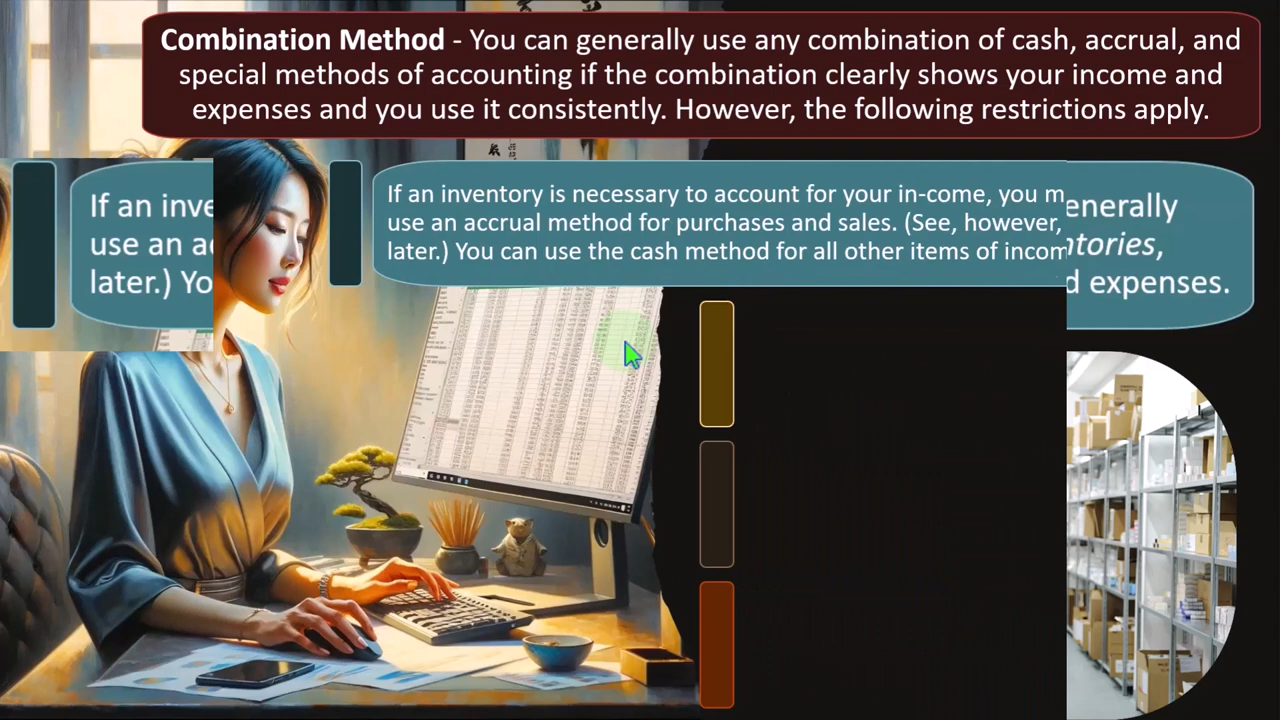 Combination Method - You can generally use any combination of cash, accrual, and
special methods of accounting if the combination clearly shows your income and
expenses and you use it consistently. However, the following restrictions apply.
If an inve
use an a
later.) Yo
If an inventory is necessary to account for your in-come, you m
use an accrual method for purchases and sales. (See, however,
later.) You can use the cash method for all other items of incom
enerally
ntories,
d expenses.